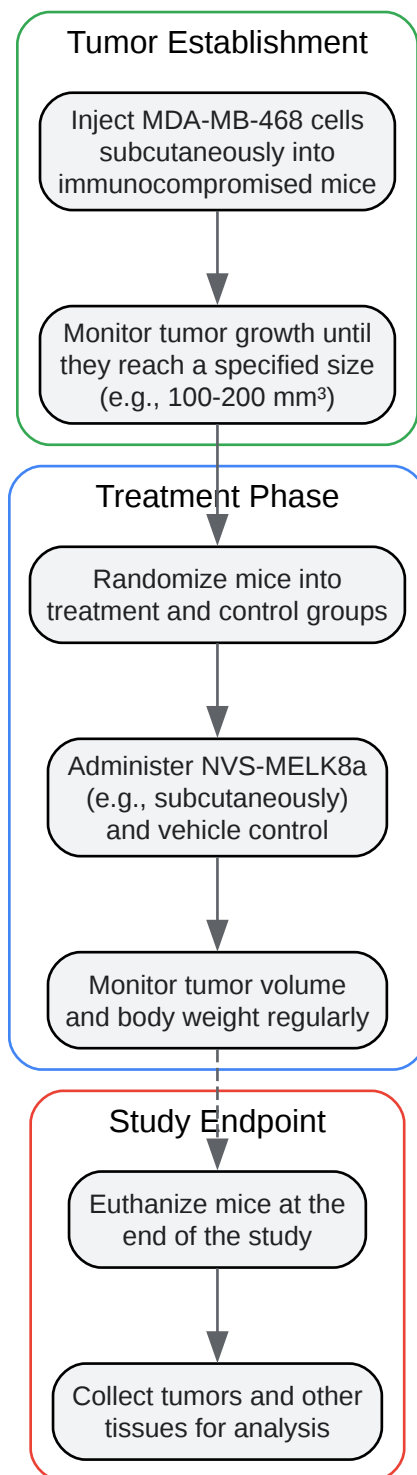 Tumor Establishment
Inject MDA-MB-468 cells
subcutaneously into
immunocompromised mice
Monitor tumor growth until
they reach a specified size
(e.g., 100-200 mm³)
Treatment Phase
Randomize mice into
treatment and control groups
Administer NVS-MELK8a
(e.g., subcutaneously)
and vehicle control
Monitor tumor volume
and body weight regularly
Study Endpoint
Euthanize mice at the
end of the study
Collect tumors and other
tissues for analysis